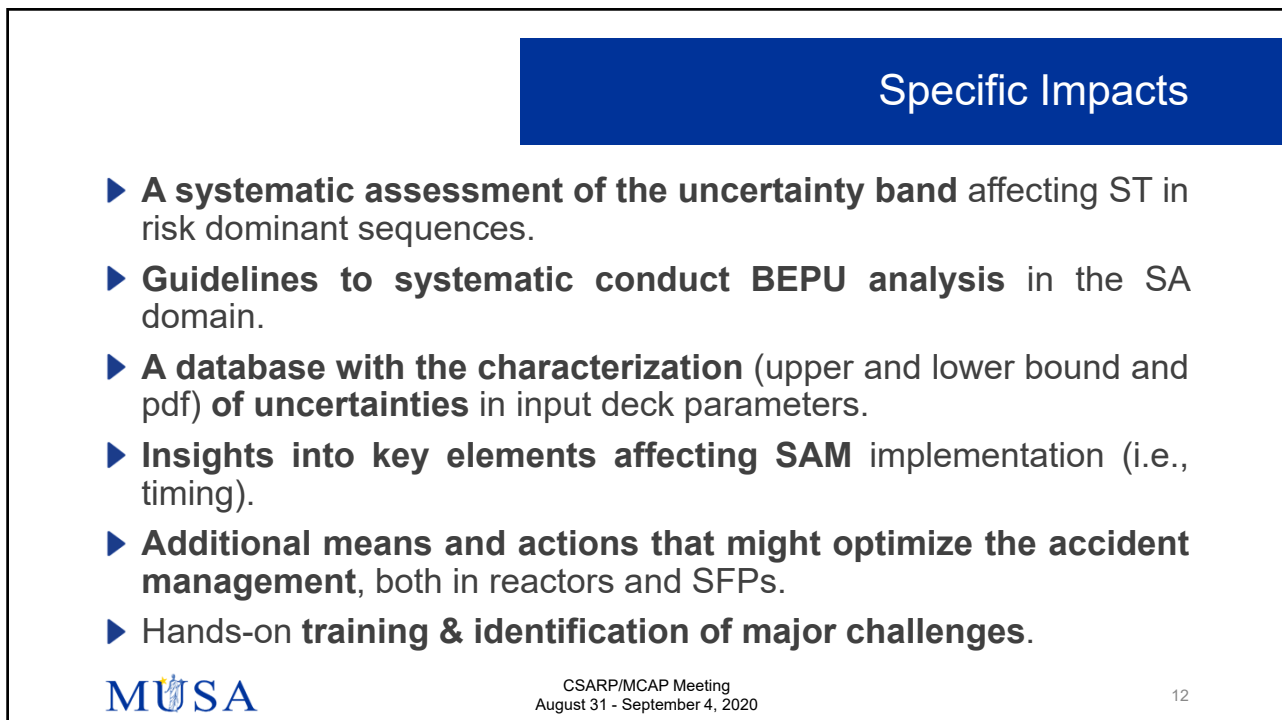 Specific Impacts
A systematic assessment of the uncertainty band affecting ST in
risk dominant sequences.
Guidelines to systematic conduct BEPU analysis in the SA
domain.
A database with the characterization (upper and lower bound and
pdf) of uncertainties in input deck parameters.
Insights into key elements affecting SAM implementation (i.e.,
timing).
Additional means and actions that might optimize the accident
management, both in reactors and SFPs.
Hands-on training & identification of major challenges.
MUSA
CSARP/MCAP Meeting
August 31 - September 4, 2020
12